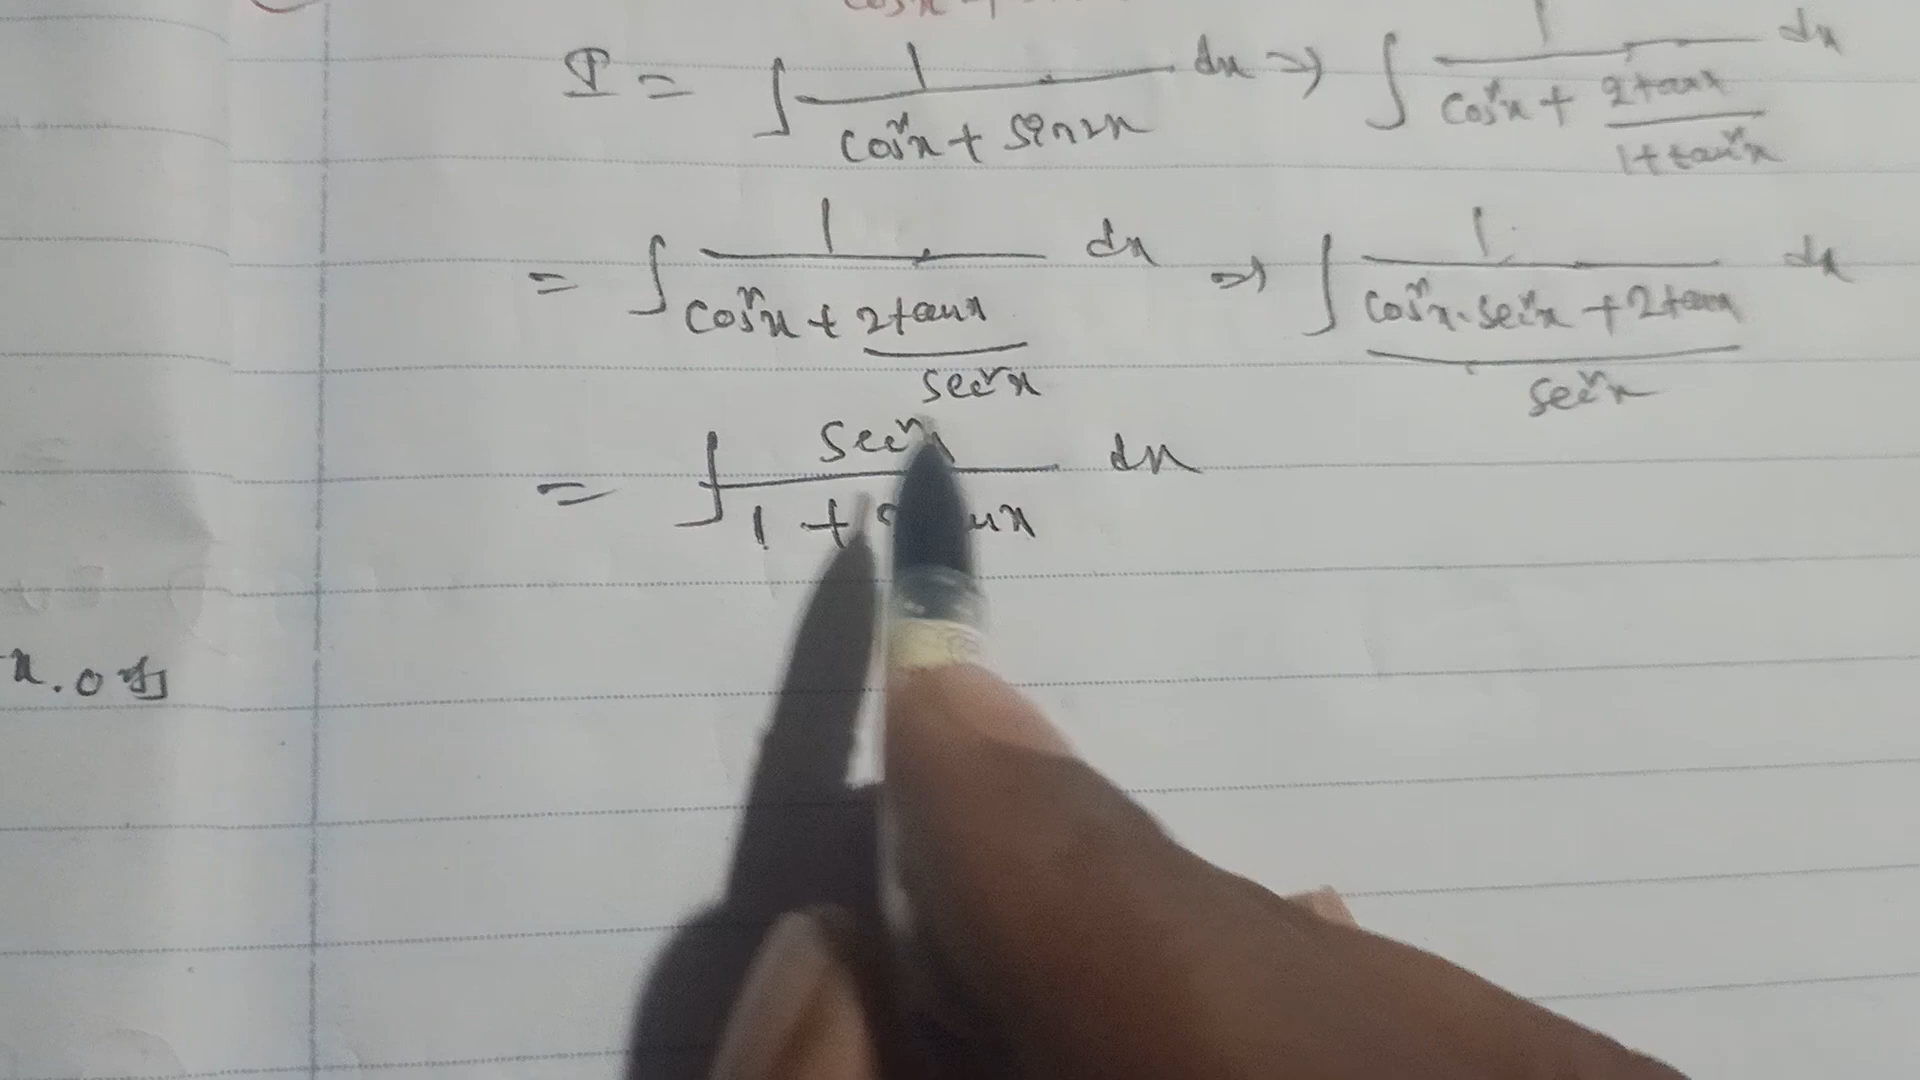 I = ∫ 1/(cos²x + sin2x) dx ⇒ ∫ 1/(cos²x + 2tanx/(1+tan²x)) dx
= ∫ 1/(cos²x + 2tanx/sec²x) dx ⇒ ∫ 1/((cos²x·sec²x + 2tanx)/sec²x) dx
= ∫ sec²x/(1 + 2tanx) dx